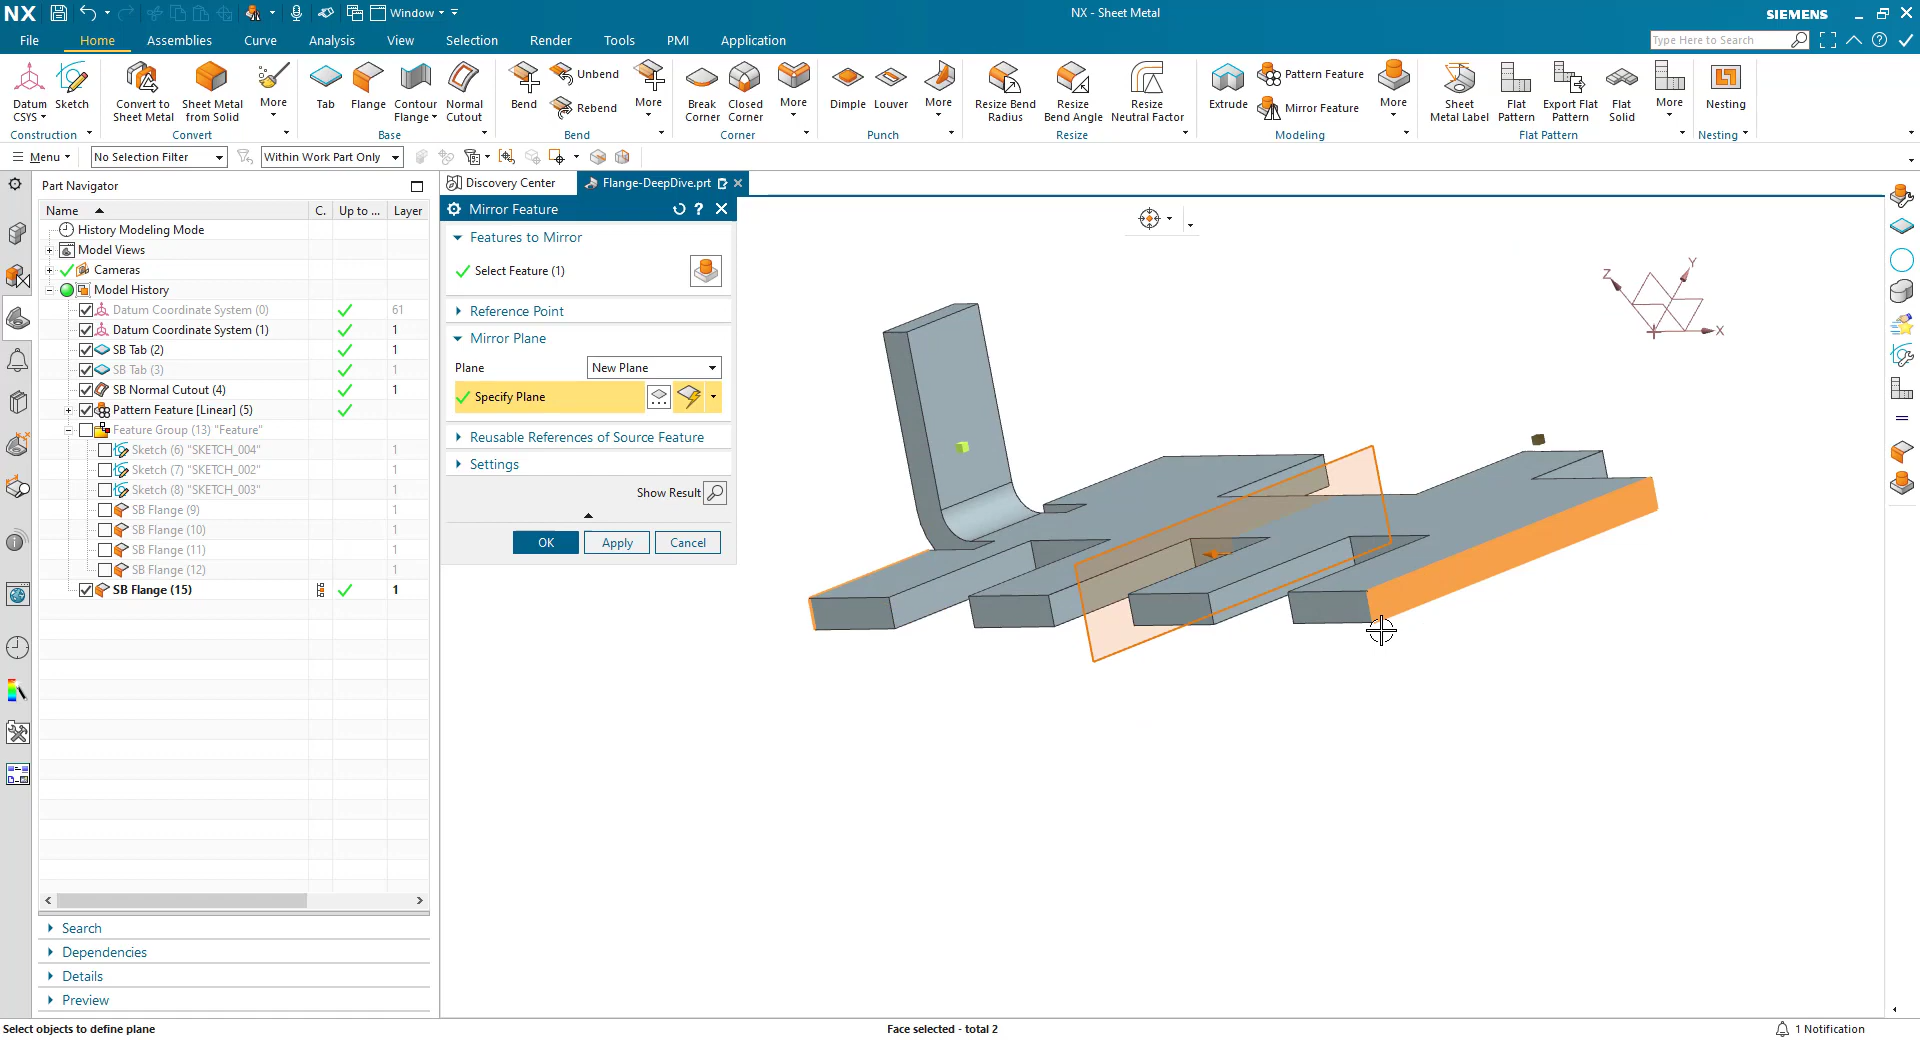 NX
Window
NX - Sheet Metal
SIEMENS
File
Home
Assemblies
Curve
Analysis
View
Selection
Render
Tools
PMI
Application
Type Here to Search
Datum
CSYS
Sketch
Construction
Convert to
Sheet Metal
Sheet Metal
from Solid
More
Convert
Tab
Flange
Contour
Flange
Normal
Cutout
Base
Bend
Unbend
Rebend
More
Bend
Break
Corner
Closed
Corner
More
Corner
Dimple
Louver
More
Punch
Resize Bend
Radius
Resize
Bend Angle
Resize
Neutral Factor
Resize
Extrude
Pattern Feature
Mirror Feature
More
Modeling
Sheet
Metal Label
Flat
Pattern
Export Flat
Pattern
Flat
Solid
More
Flat Pattern
Nesting
Nesting
Menu
No Selection Filter
Within Work Part Only
Part Navigator
Name C. Up to ... Layer
History Modeling Mode
Model Views
Cameras
Model History
Datum Coordinate System (0) 61
Datum Coordinate System (1) 1
SB Tab (2) 1
SB Tab (3) 1
SB Normal Cutout (4) 1
Pattern Feature [Linear] (5)
Feature Group (13) "Feature"
Sketch (6) "SKETCH_004" 1
Sketch (7) "SKETCH_002" 1
Sketch (8) "SKETCH_003" 1
SB Flange (9) 1
SB Flange (10) 1
SB Flange (11) 1
SB Flange (12) 1
SB Flange (15) 1
Search
Dependencies
Details
Preview
Discovery Center
Flange-DeepDive.prt
Mirror Feature
Features to Mirror
Select Feature (1)
Reference Point
Mirror Plane
Plane
New Plane
Specify Plane
Reusable References of Source Feature
Settings
Show Result
OK
Apply
Cancel
Z
Y
X
Select objects to define plane
Face selected - total 2
1 Notification